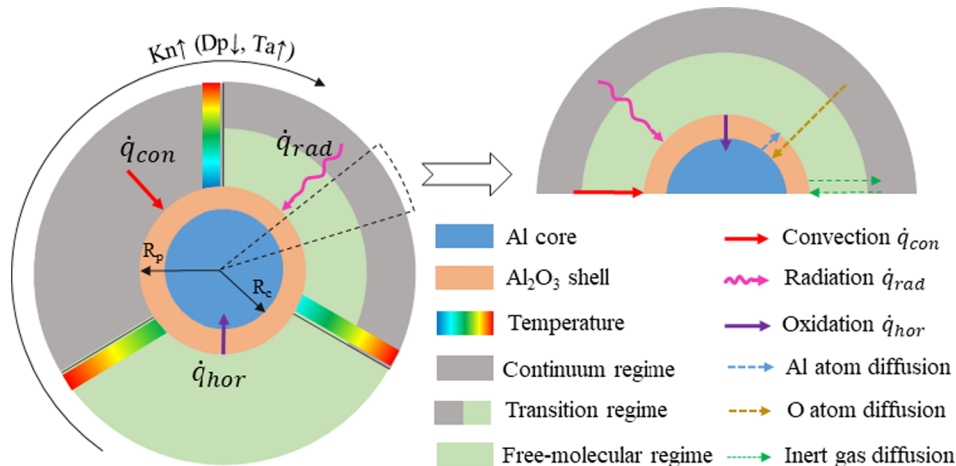 Kn↑ (Dp↓, Ta↑)
q̇con
q̇rad
Rp
Rc
q̇hor
Al core
Al₂O₃ shell
Temperature
Continuum regime
Transition regime
Free-molecular regime
Convection q̇con
Radiation q̇rad
Oxidation q̇hor
Al atom diffusion
O atom diffusion
Inert gas diffusion